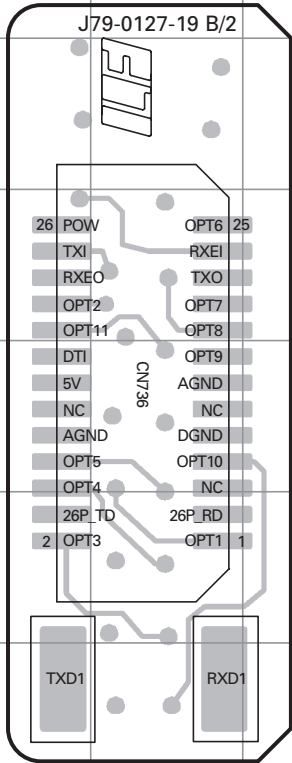 J79-0127-19 B/2
26 POW OPT6 25
TXI RXEI
RXEO TXO
OPT2 OPT7
OPT11 OPT8
DTI OPT9
5V AGND
NC NC
AGND DGND
OPT5 OPT10
OPT4 NC
26P_TD 26P_RD
2 OPT3 OPT1 1
CN736
TXD1 RXD1